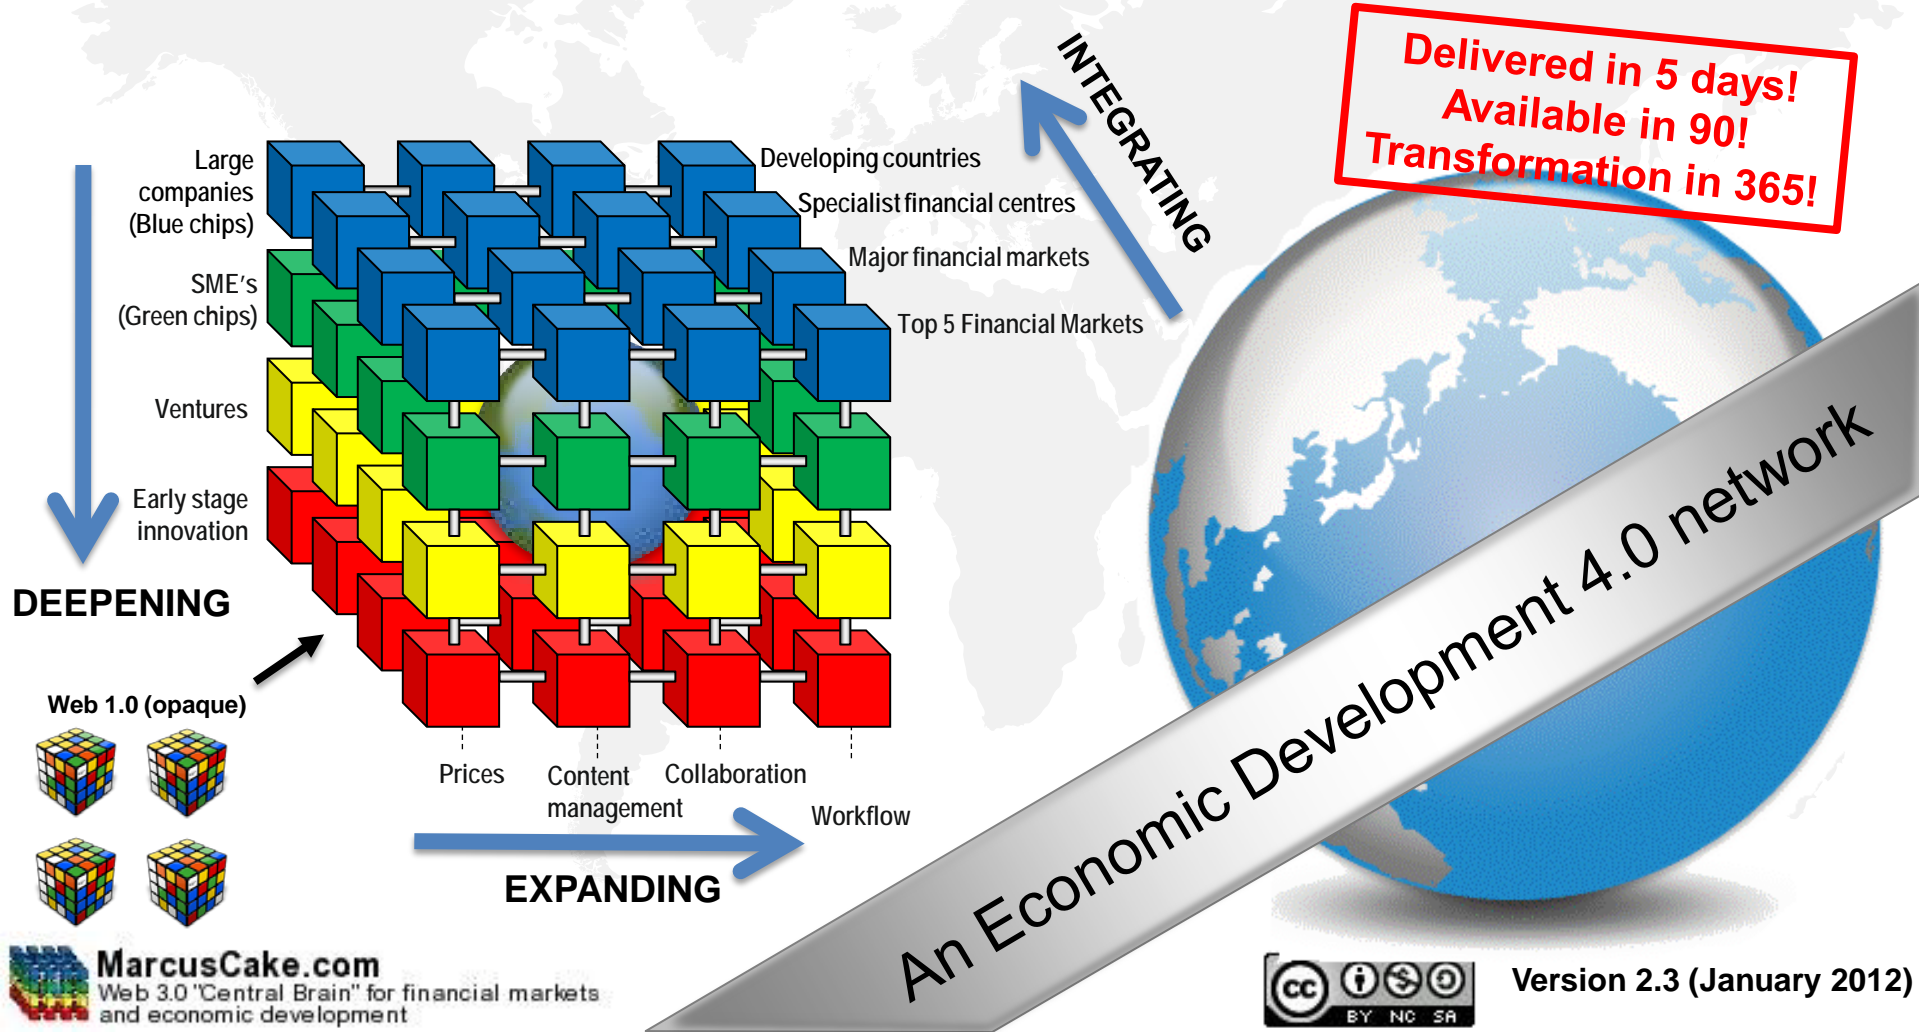 Delivered in 5 days!
Available in 90!
Transformation in 365!
INTEGRATING
Large
companies
(Blue chips)
SME's
(Green chips)
Ventures
Early stage
innovation
DEEPENING
Developing countries
Specialist financial centres
Major financial markets
Top 5 Financial Markets
Web 1.0 (opaque)
Prices
Content
management
Collaboration
Workflow
EXPANDING
An Economic Development 4.0 network
MarcusCake.com
Web 3.0 "Central Brain" for financial markets
and economic development
cc
BY NC SA
Version 2.3 (January 2012)